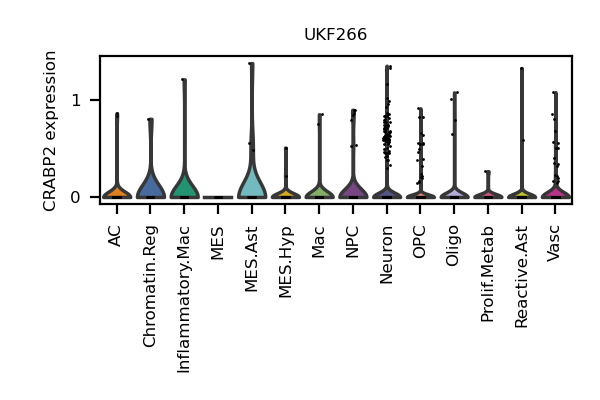 UKF266
CRABP2 expression
1
0
AC
Chromatin.Reg
Inflammatory.Mac
MES
MES.Ast
MES.Hyp
Mac
NPC
Neuron
OPC
Oligo
Prolif.Metab
Reactive.Ast
Vasc